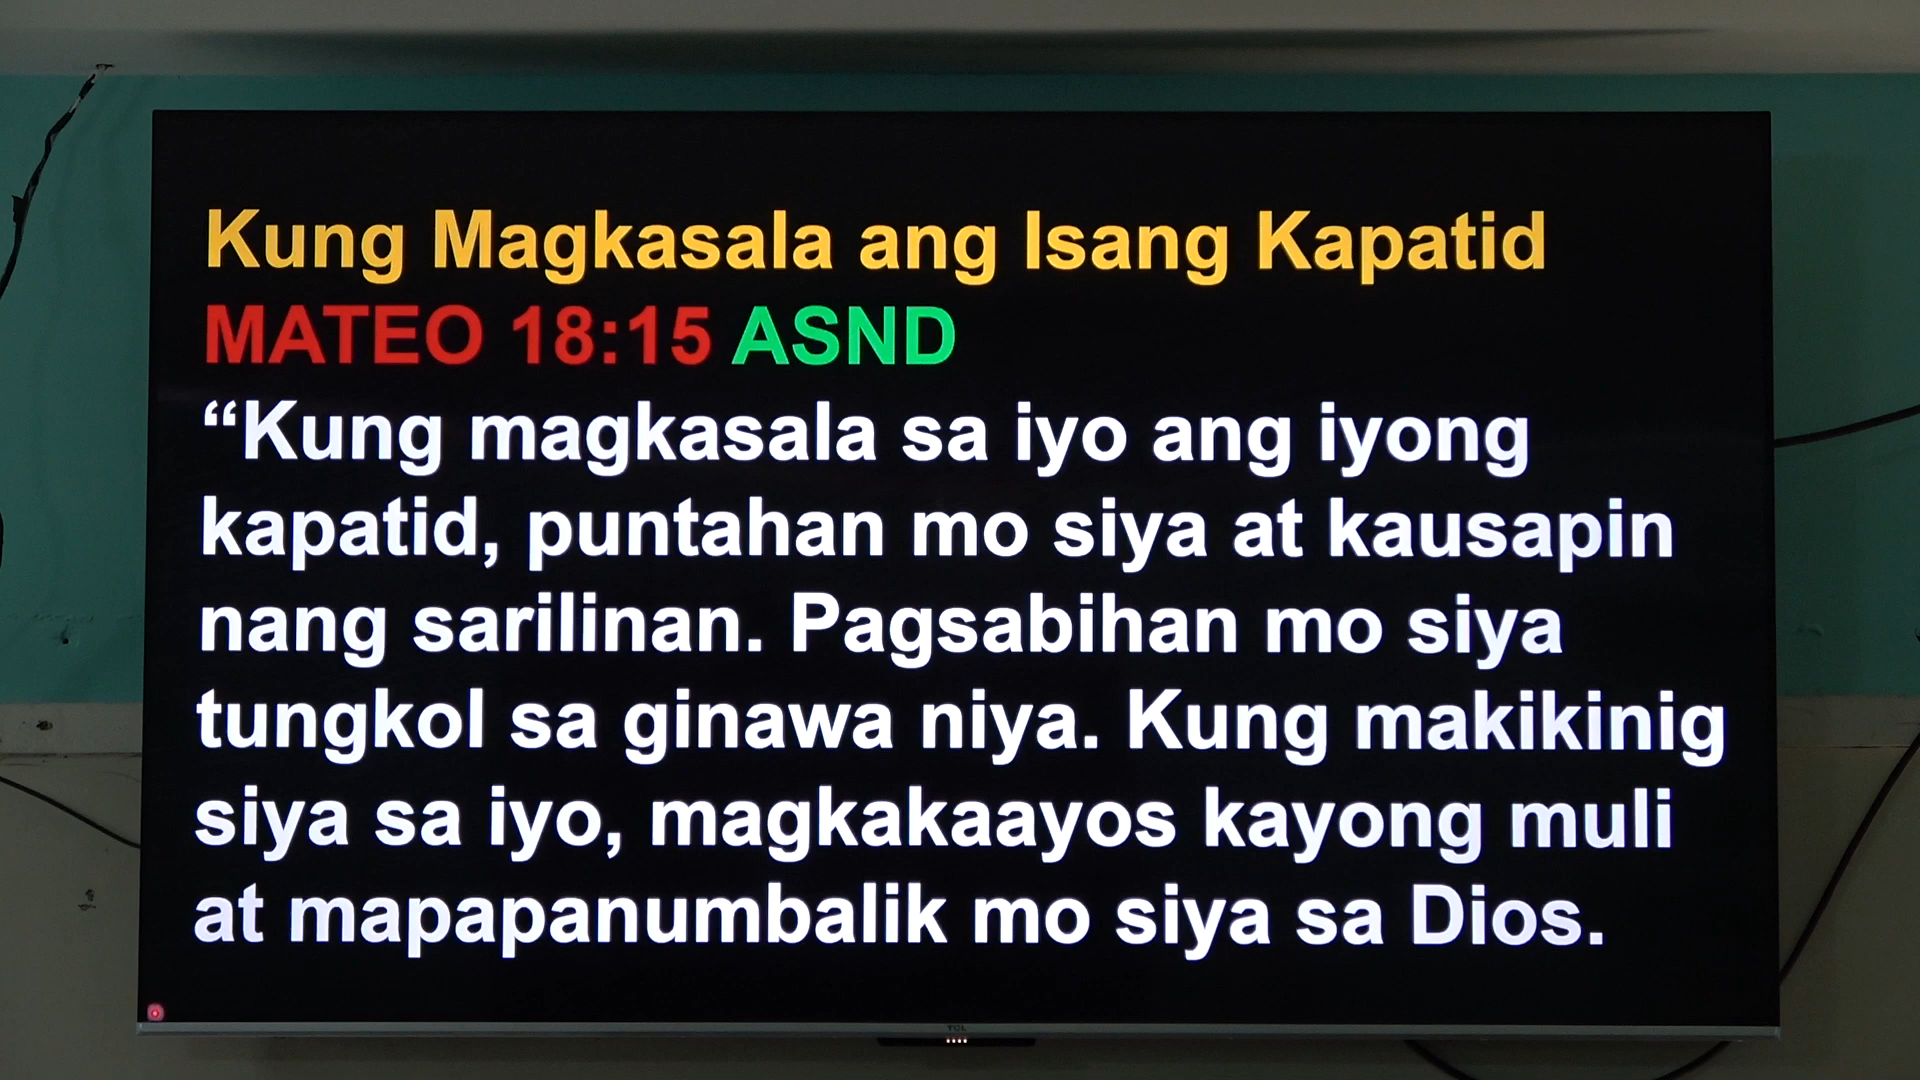 Kung Magkasala ang Isang Kapatid
MATEO 18:15 ASND
“Kung magkasala sa iyo ang iyong
kapatid, puntahan mo siya at kausapin
nang sarilinan. Pagsabihan mo siya
tungkol sa ginawa niya. Kung makikinig
siya sa iyo, magkakaayos kayong muli
at mapapanumbalik mo siya sa Dios.
TCL